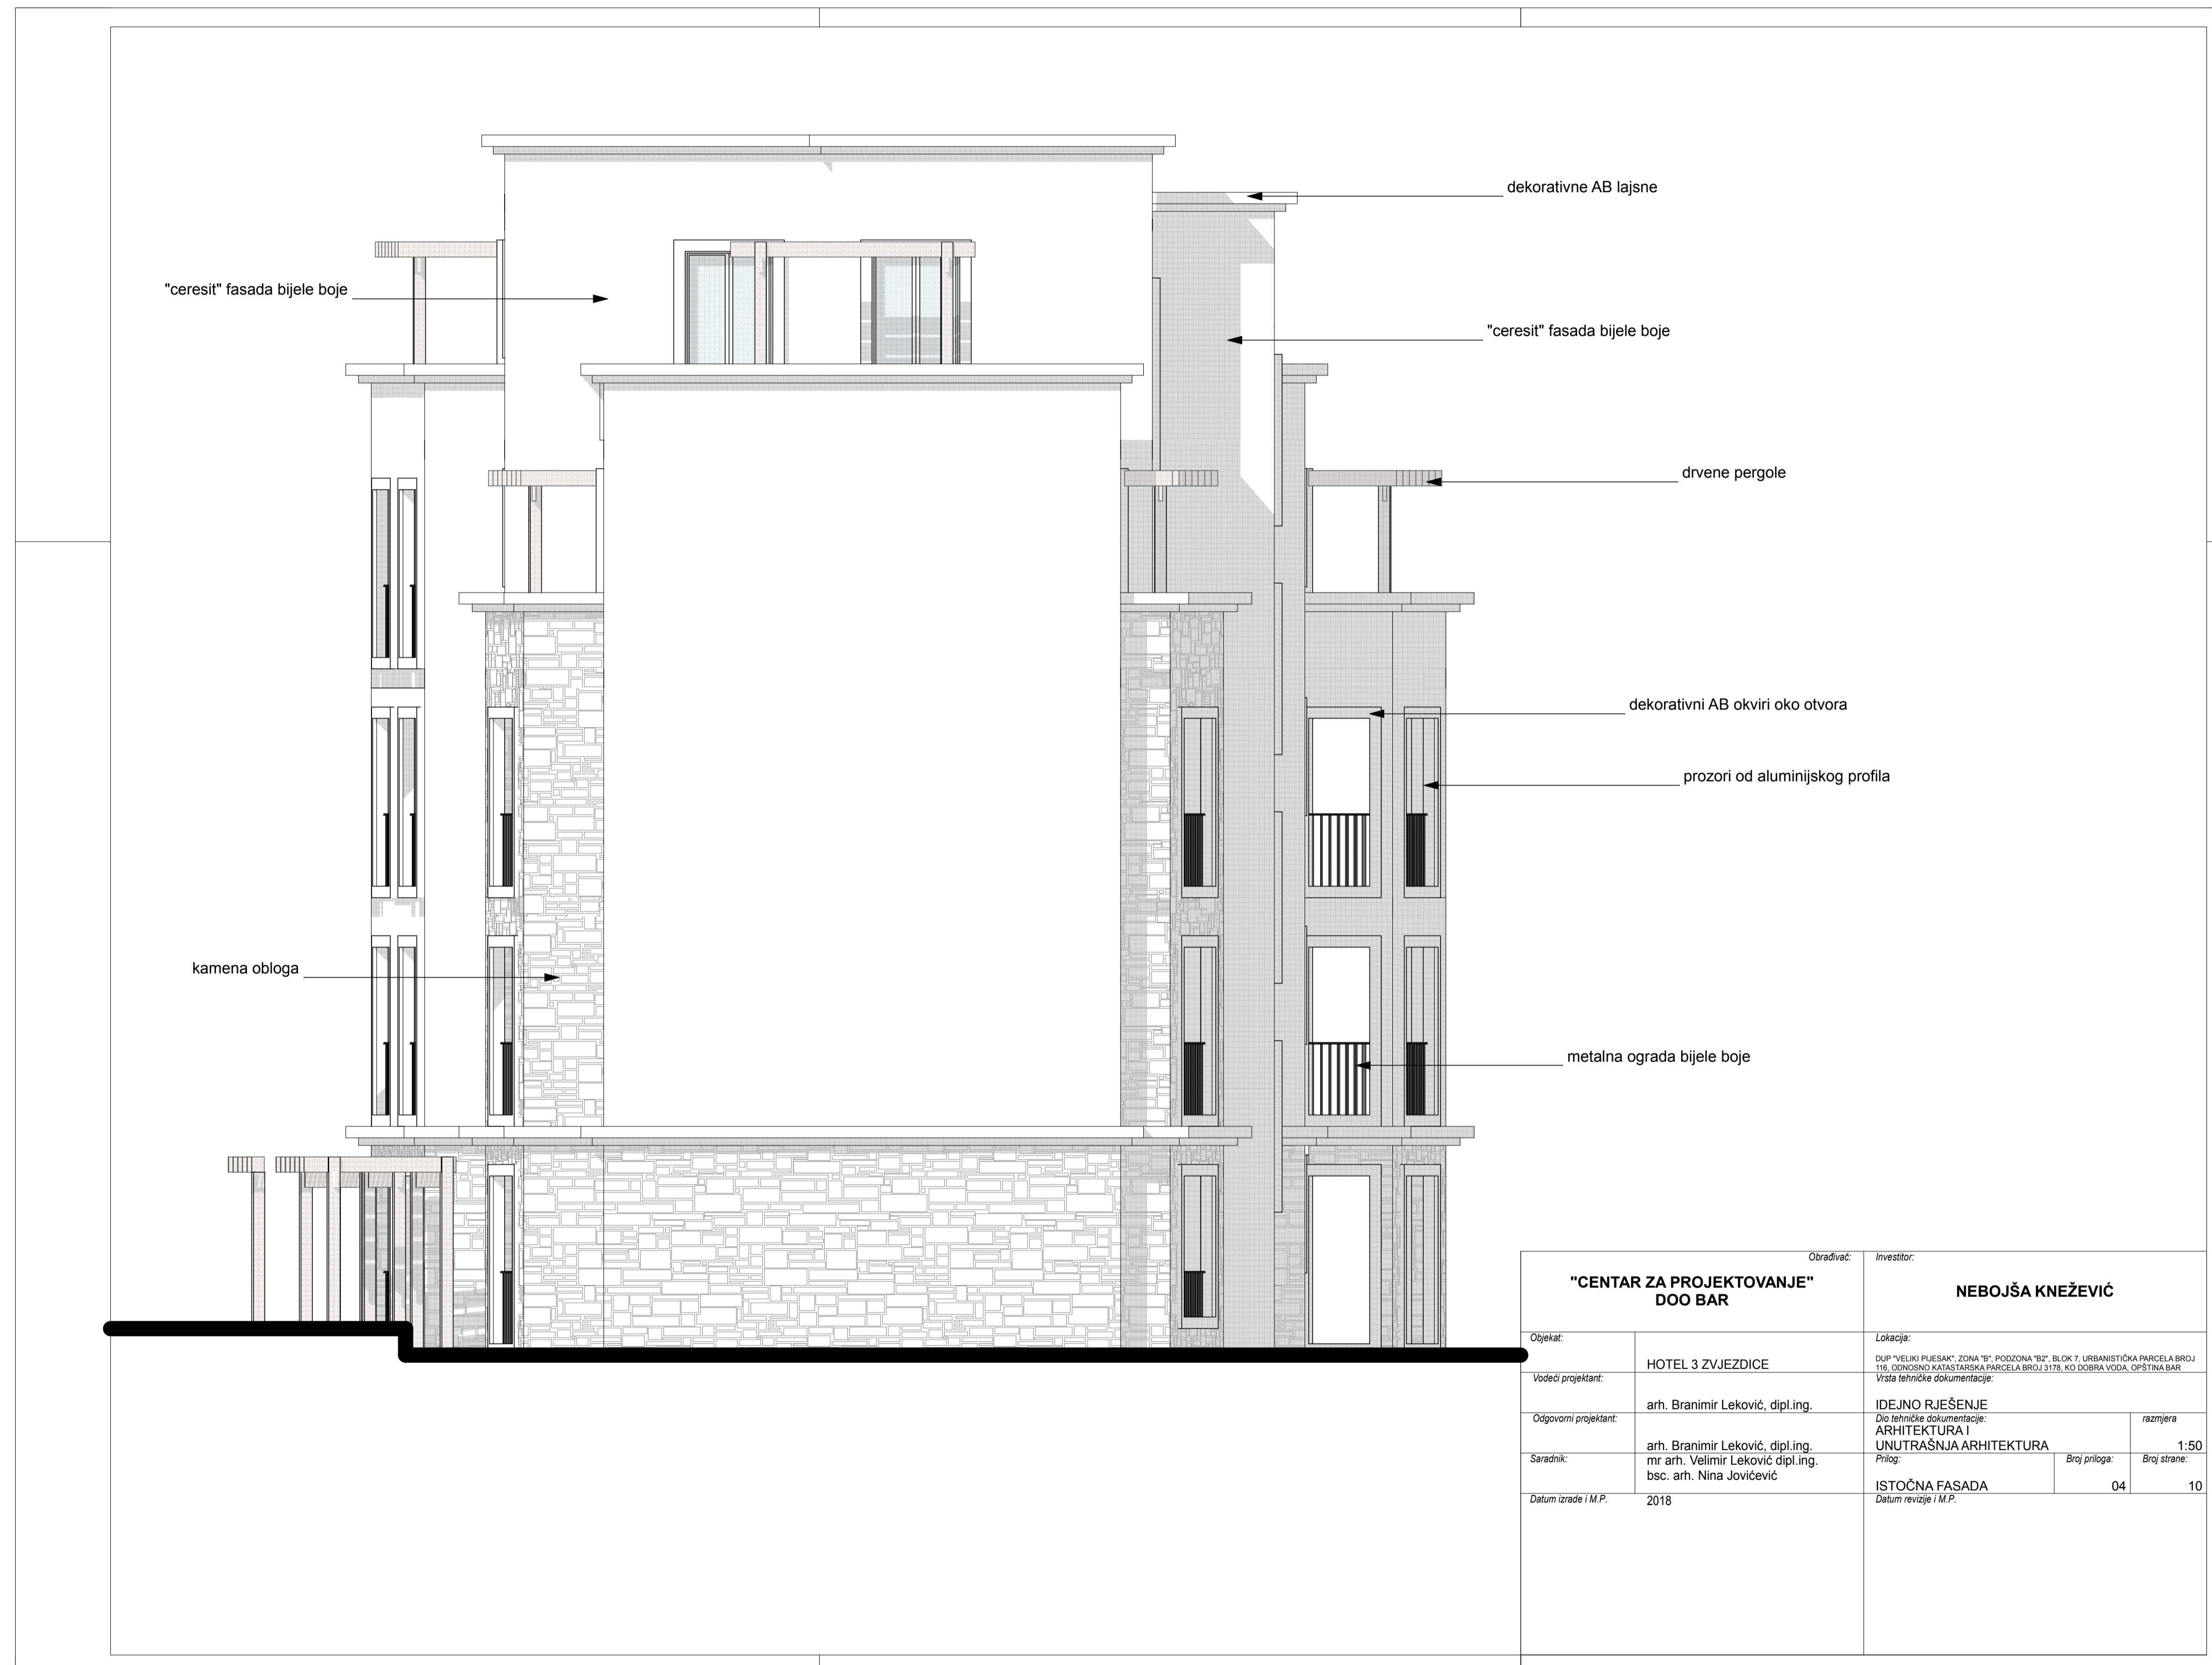 dekorativne AB lajsne
"ceresit" fasada bijele boje
"ceresit" fasada bijele boje
drvene pergole
dekorativni AB okviri oko otvora
prozori od aluminijskog profila
kamena obloga
metalna ograda bijele boje
Obrađivač:
"CENTAR ZA PROJEKTOVANJE"
DOO BAR
Investitor:
NEBOJŠA KNEŽEVIĆ
Objekat:
HOTEL 3 ZVJEZDICE
Lokacija:
DUP "VELIKI PIJESAK", ZONA "B", PODZONA "B2", BLOK 7, URBANISTIČKA PARCELA BROJ
116, ODNOSNO KATASTARSKA PARCELA BROJ 3178, KO DOBRA VODA, OPŠTINA BAR
Vodeći projektant:
arh. Branimir Leković, dipl.ing.
Vrsta tehničke dokumentacije:
IDEJNO RJEŠENJE
Odgovorni projektant:
arh. Branimir Leković, dipl.ing.
Dio tehničke dokumentacije:
ARHITEKTURA I
UNUTRAŠNJA ARHITEKTURA
razmjera
1:50
Saradnik:
mr arh. Velimir Leković dipl.ing.
bsc. arh. Nina Jovićević
Prilog:
ISTOČNA FASADA
Broj priloga:
04
Broj strane:
10
Datum izrade i M.P.
2018
Datum revizije i M.P.